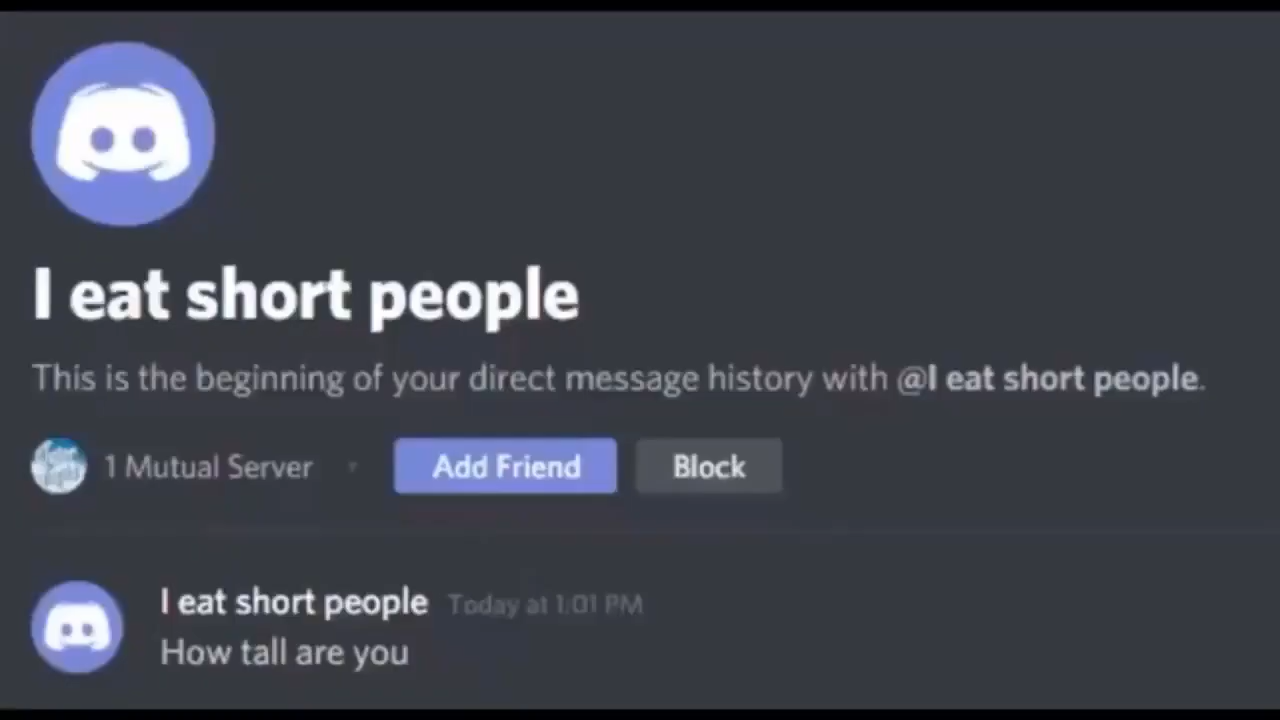 I eat short people
This is the beginning of your direct message history with @I eat short people.
1 Mutual Server Add Friend Block
I eat short people Today at 1:01 PM
How tall are you